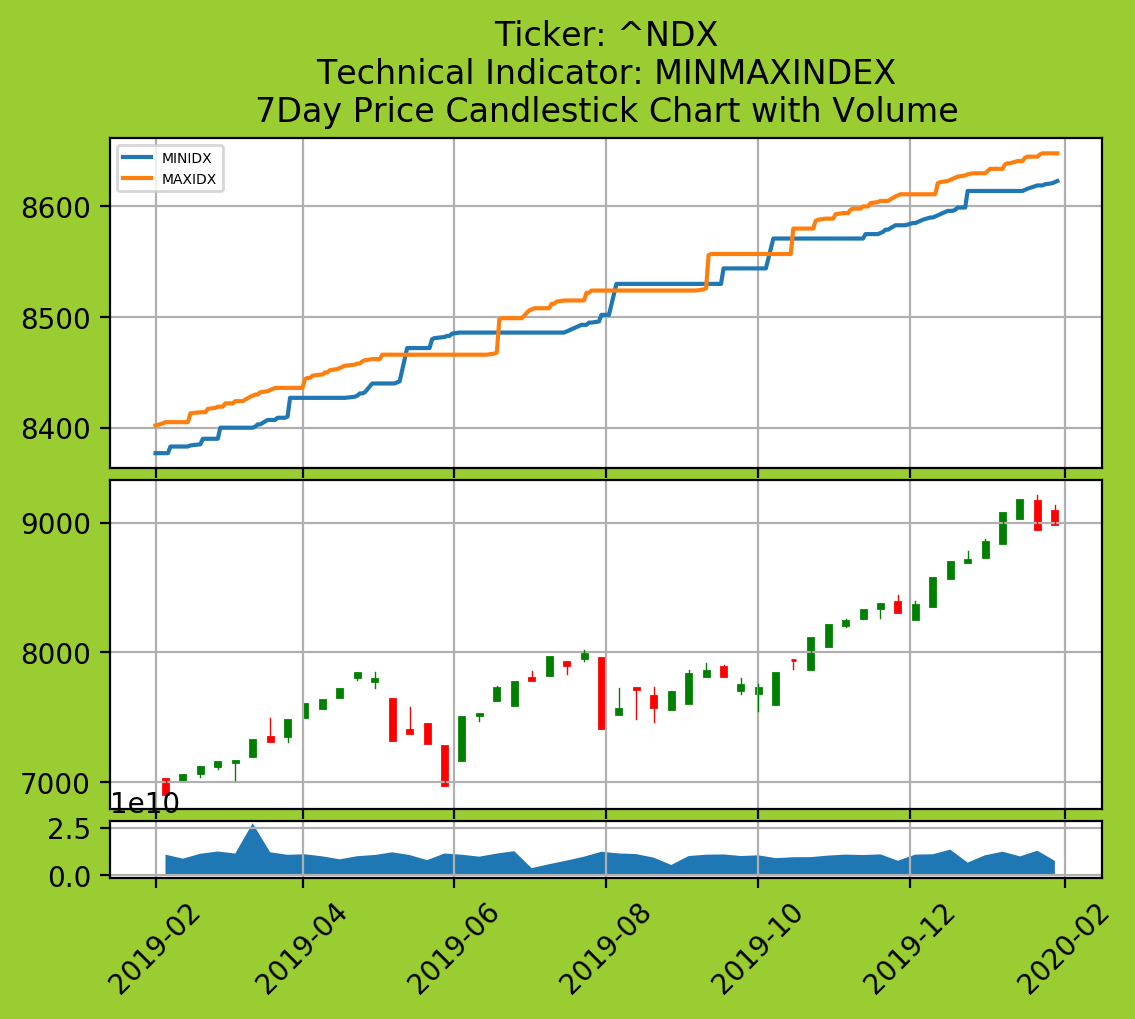 Ticker: ^NDX
Technical Indicator: MINMAXINDEX
7Day Price Candlestick Chart with Volume
MINIDX
MAXIDX
8600
8500
8400
9000
8000
7000
1e10
2.5
0.0
2019-02
2019-04
2019-06
2019-08
2019-10
2019-12
2020-02